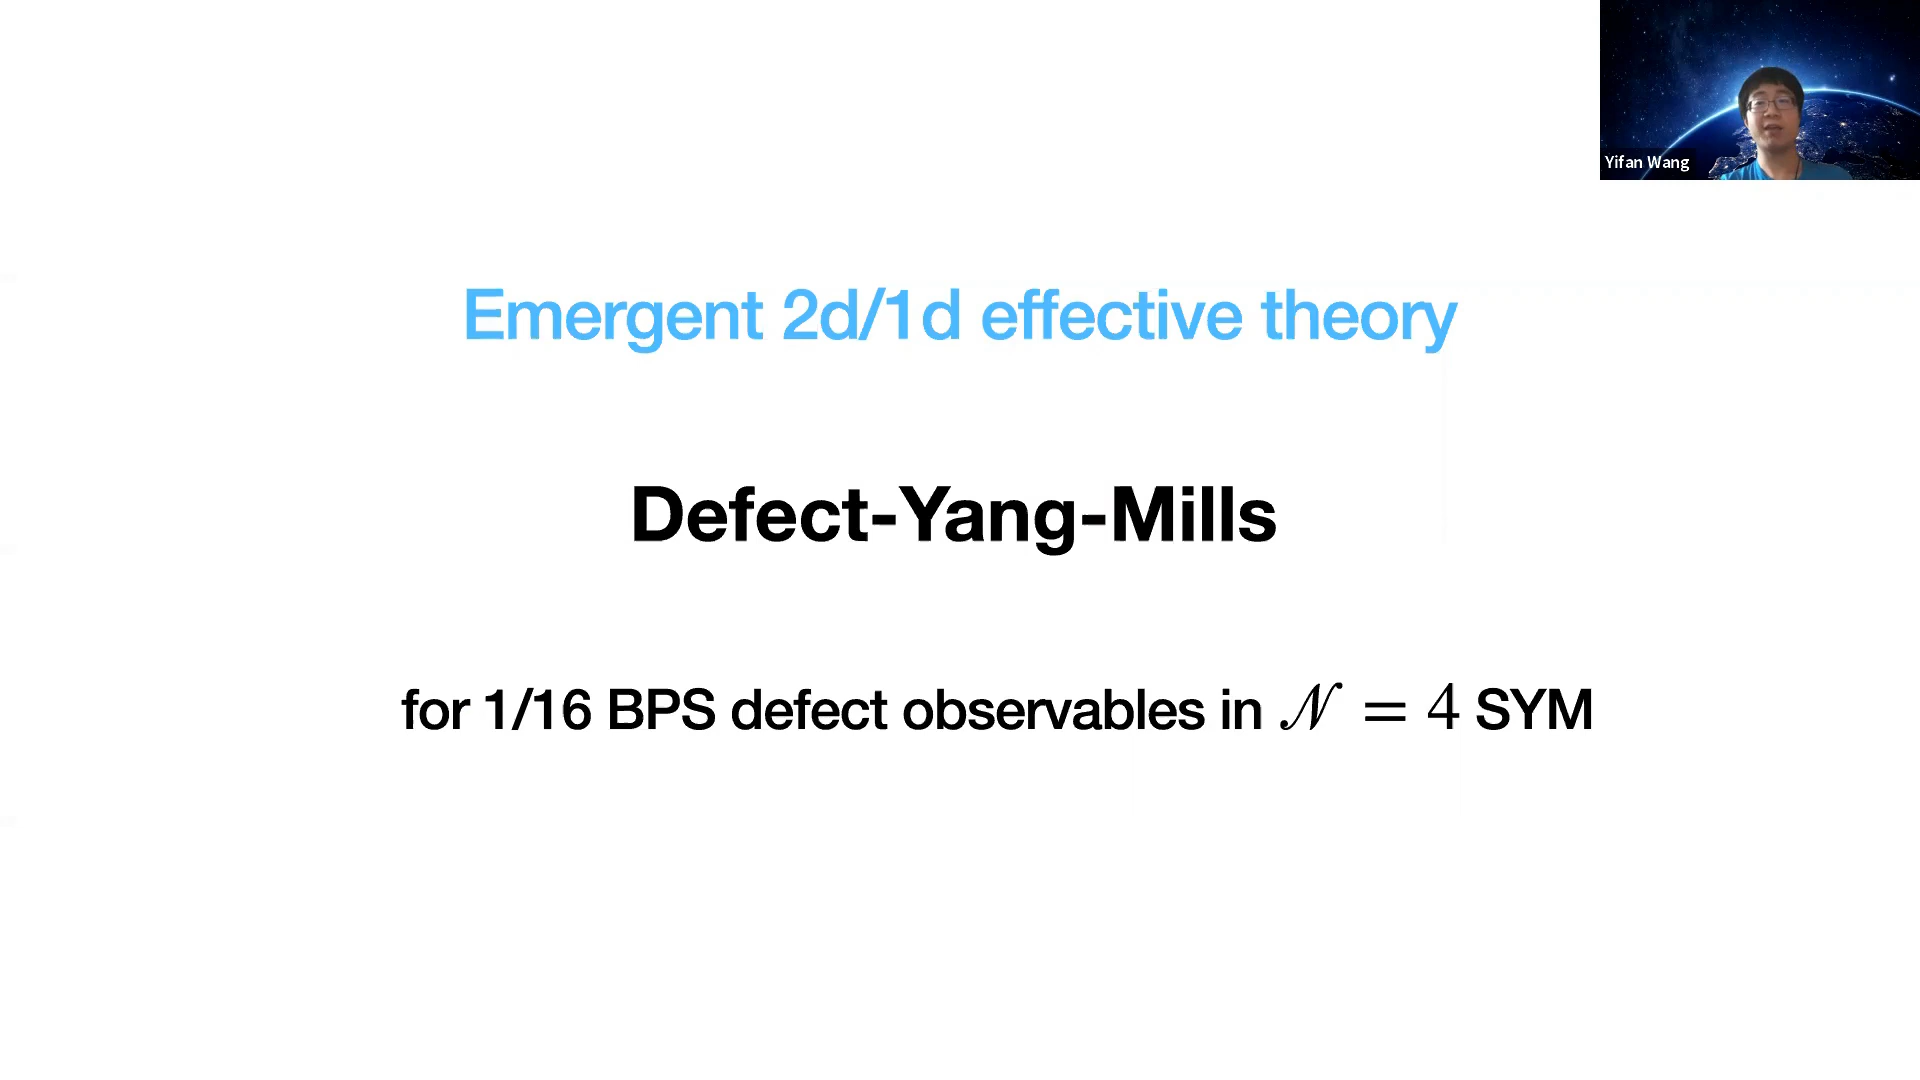 Yifan Wang
Emergent 2d/1d effective theory
Defect-Yang-Mills
for 1/16 BPS defect observables in 𝒩 = 4 SYM